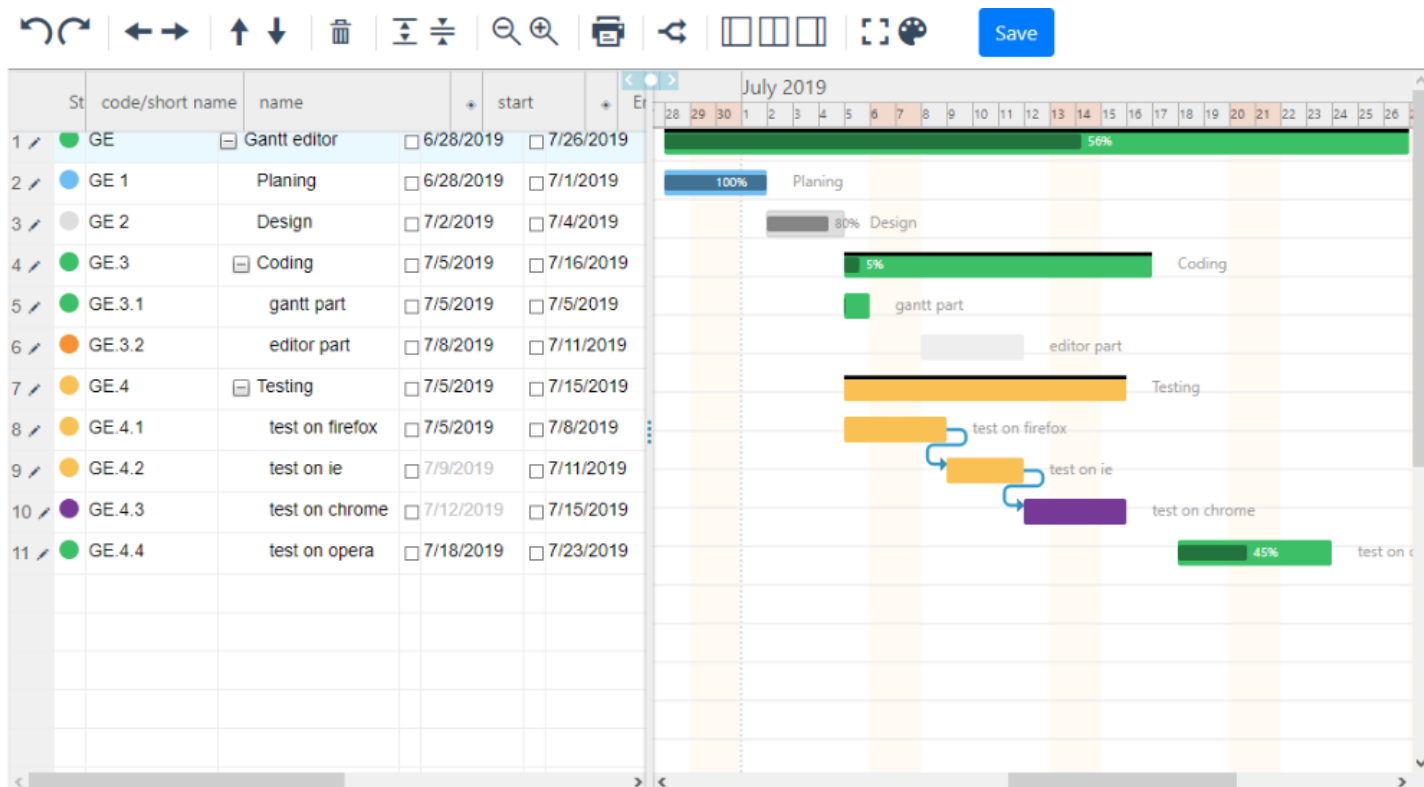 Save
July 2019
St code/short name name start Er
28 29 30 1 2 3 4 5 6 7 8 9 10 11 12 13 14 15 16 17 18 19 20 21 22 23 24 25 26
1 GE Gantt editor 6/28/2019 7/26/2019 56%
2 GE 1 Planing 6/28/2019 7/1/2019 100% Planing
3 GE 2 Design 7/2/2019 7/4/2019 80% Design
4 GE.3 Coding 7/5/2019 7/16/2019 5% Coding
5 GE.3.1 gantt part 7/5/2019 7/5/2019 gantt part
6 GE.3.2 editor part 7/8/2019 7/11/2019 editor part
7 GE.4 Testing 7/5/2019 7/15/2019 Testing
8 GE.4.1 test on firefox 7/5/2019 7/8/2019 test on firefox
9 GE.4.2 test on ie 7/9/2019 7/11/2019 test on ie
10 GE.4.3 test on chrome 7/12/2019 7/15/2019 test on chrome
11 GE.4.4 test on opera 7/18/2019 7/23/2019 45% test on